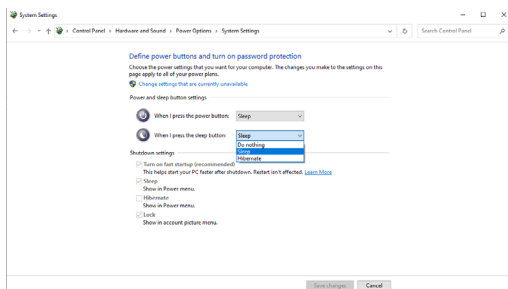 System Settings
Control Panel > Hardware and Sound > Power Options > System Settings
Search Control Panel
Define power buttons and turn on password protection
Choose the power settings that you want for your computer. The changes you make to the settings on this
page apply to all of your power plans.
Change settings that are currently unavailable
Power and sleep button settings
When I press the power button: Sleep
When I press the sleep button: Sleep
Do nothing
Sleep
Hibernate
Shutdown settings
Turn on fast startup (recommended)
This helps start your PC faster after shutdown. Restart isn't affected. Learn More
Sleep
Show in Power menu.
Hibernate
Show in Power menu.
Lock
Show in account picture menu.
Save changes Cancel